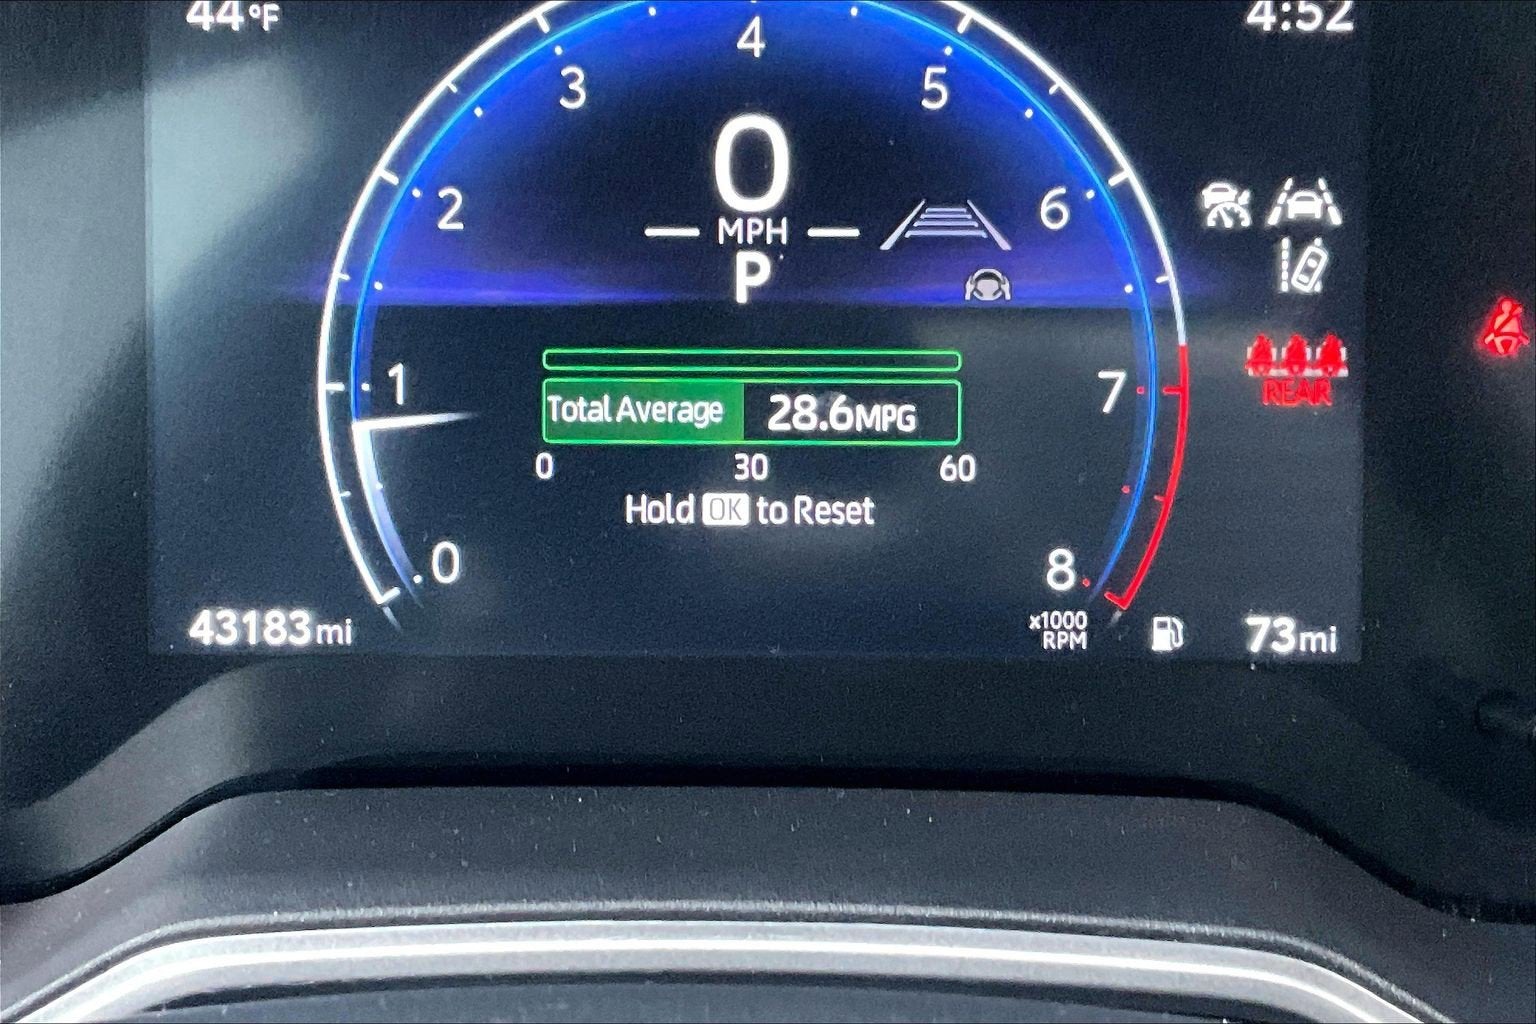 44°F
4:52
4
3
5
0
2
6
MPH
P
1
7
REAR
Total Average 28.6MPG
0 30 60
Hold OK to Reset
0
8
43183mi
x1000
RPM
73mi